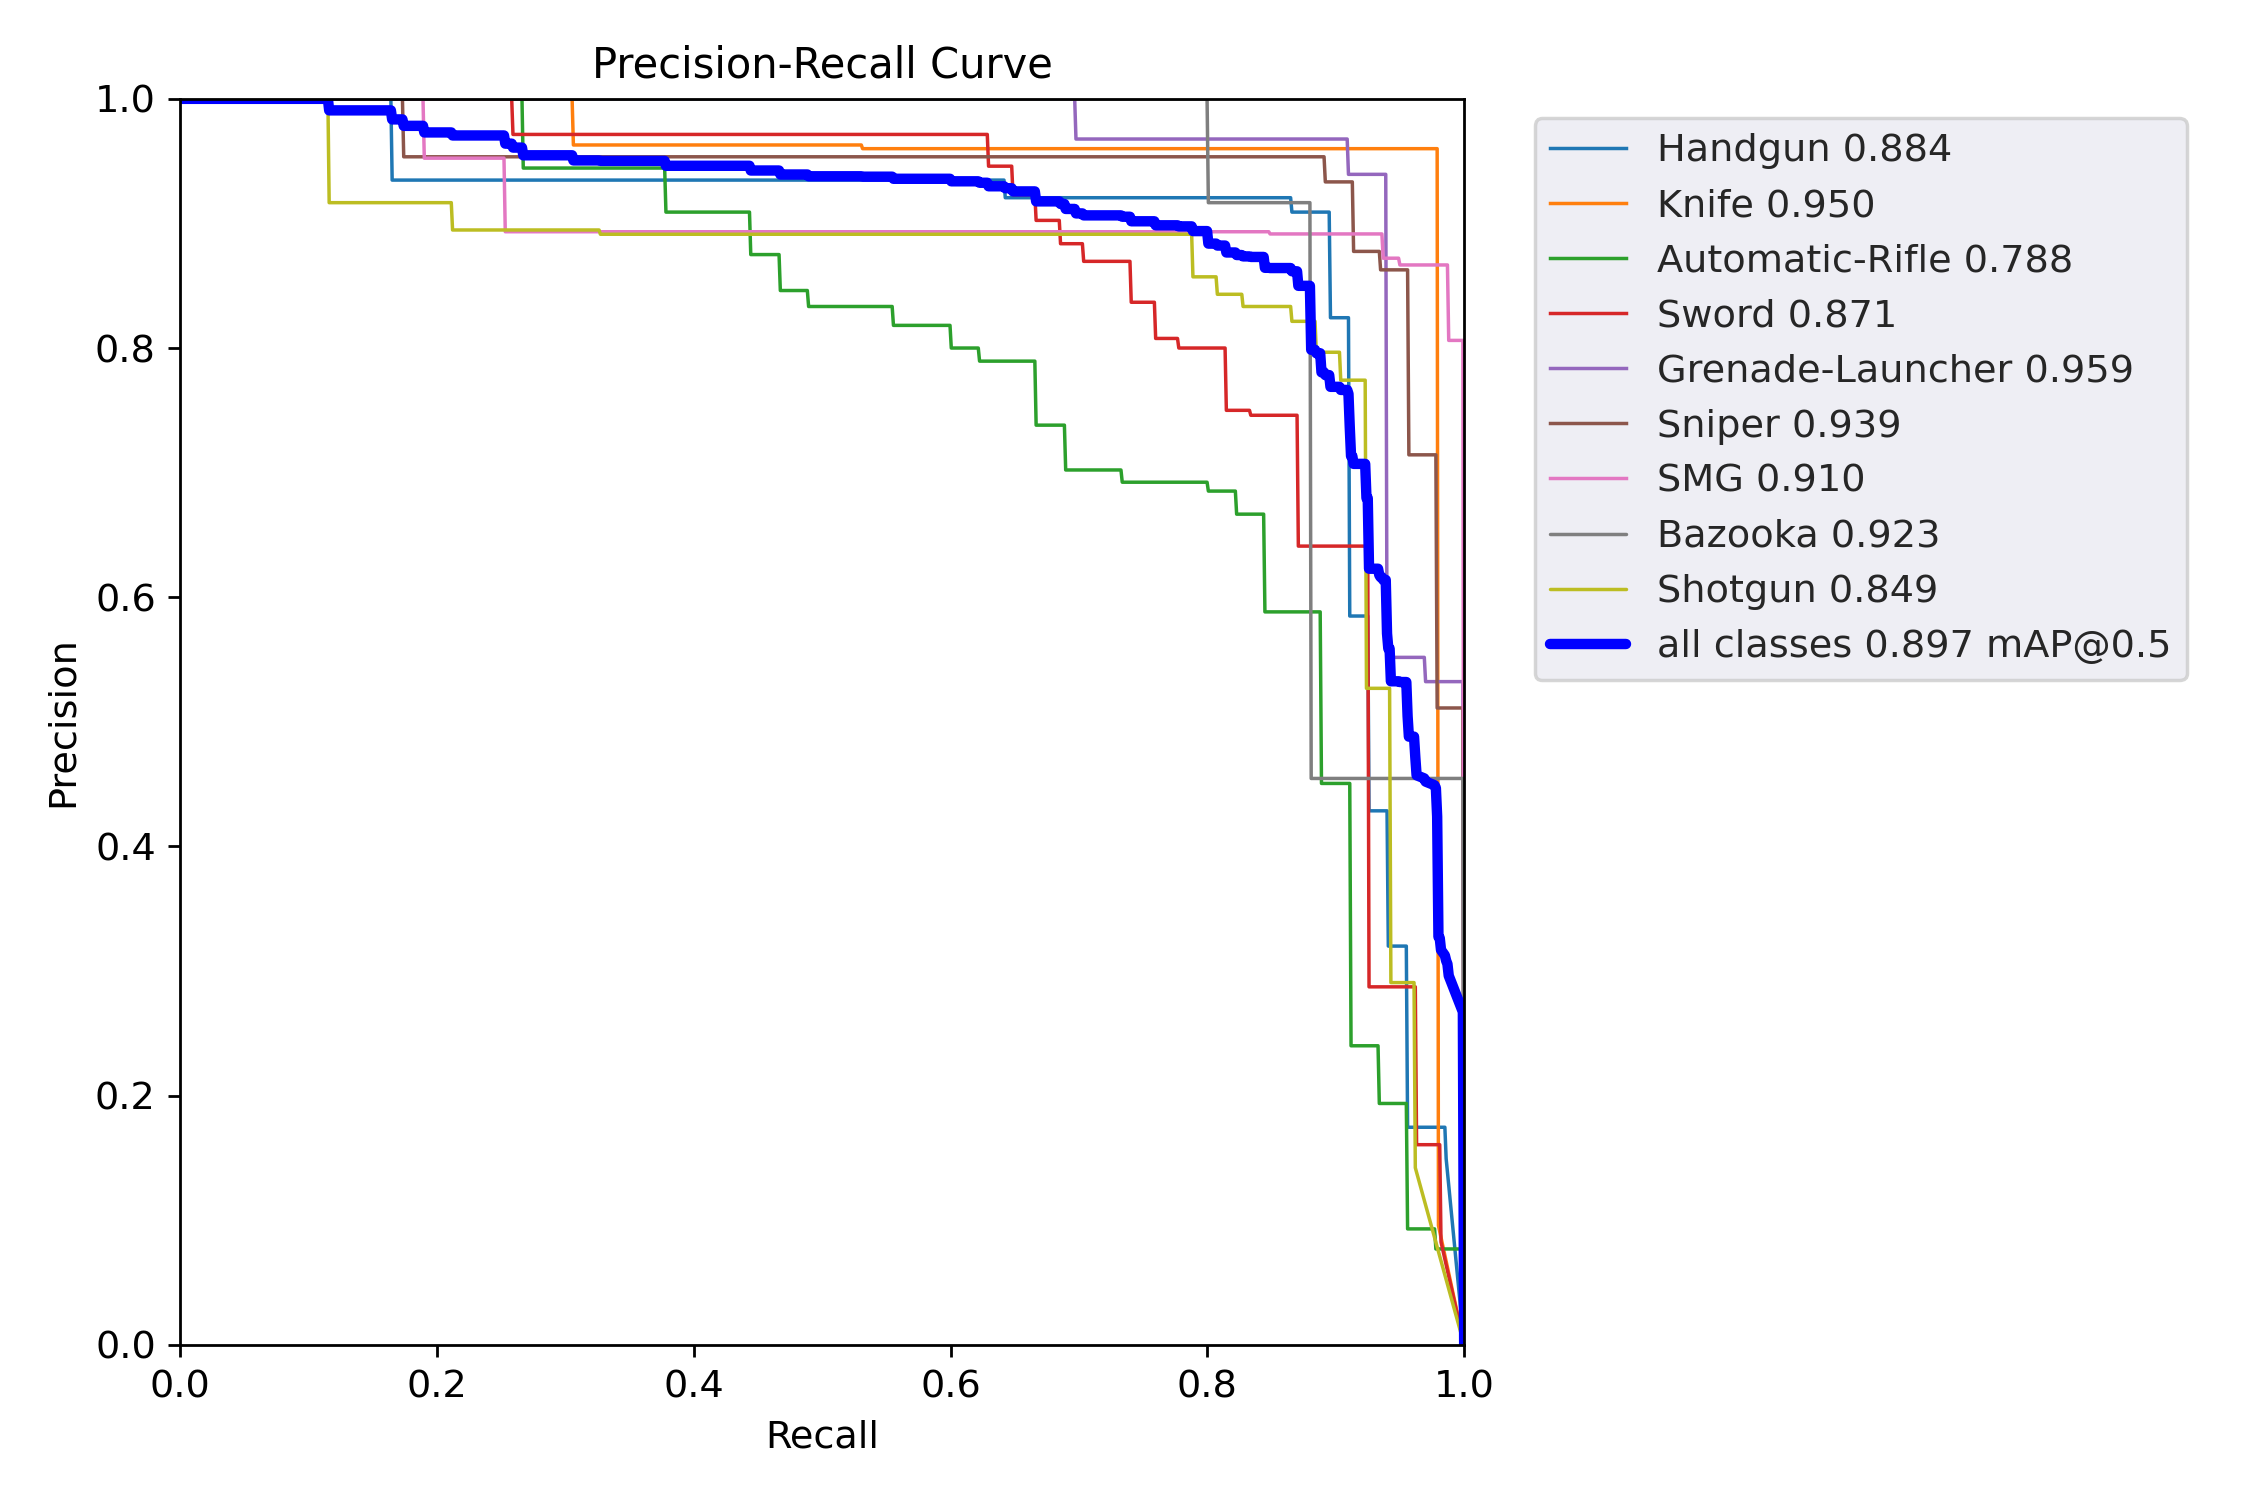 Precision-Recall Curve
1.0
0.8
0.6
0.4
0.2
0.0
Precision
0.0 0.2 0.4 0.6 0.8 1.0
Recall
Handgun 0.884
Knife 0.950
Automatic-Rifle 0.788
Sword 0.871
Grenade-Launcher 0.959
Sniper 0.939
SMG 0.910
Bazooka 0.923
Shotgun 0.849
all classes 0.897 mAP@0.5